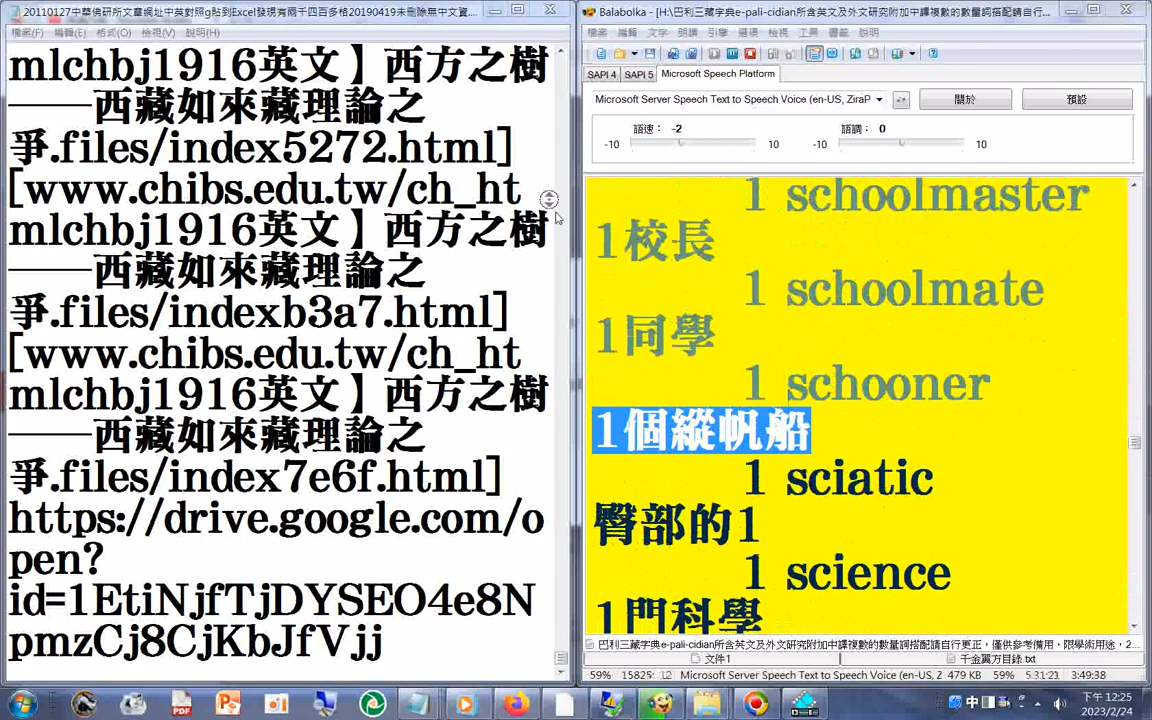 20110127中華佛研所文章網址中英對照g貼到Excel發現有兩千四百多格20190419未刪除無中文資...
檔案(F) 編輯(E) 格式(O) 檢視(V) 說明(H)
mlchbj1916英文】西方之樹
——西藏如來藏理論之
爭.files/index5272.html]
[www.chibs.edu.tw/ch_ht
mlchbj1916英文】西方之樹
——西藏如來藏理論之
爭.files/indexb3a7.html]
[www.chibs.edu.tw/ch_ht
mlchbj1916英文】西方之樹
——西藏如來藏理論之
爭.files/index7e6f.html]
https://drive.google.com/o
pen?
id=1EtiNjfTjDYSEO4e8N
pmzCj8CjKbJfVjj
Balabolka - [H:\巴利三藏字典e-pali-cidian所含英文及外文研究附加中譯複數的數量詞搭配請自行...
檔案 編輯 文字 朗讀 引擎 選項 檢視 工具 書籤 說明
SAPI 4 SAPI 5 Microsoft Speech Platform
Microsoft Server Speech Text to Speech Voice (en-US, ZiraP 關於 預設
語速： -2 語調： 0
-10 10 -10 10
1 schoolmaster
1校長
1 schoolmate
1同學
1 schooner
1個縱帆船
1 sciatic
臀部的1
1 science
1門科學
巴利三藏字典e-pali-cidian所含英文及外文研究附加中譯複數的數量詞搭配請自行更正，僅供參考備用，限學術用途，2...
文件1 千金翼方目錄.txt
59% 15825: 12 Microsoft Server Speech Text to Speech Voice (en-U 479 KB 59% 5:31:21 3:49:38
中
下午 12:25
2023/2/24